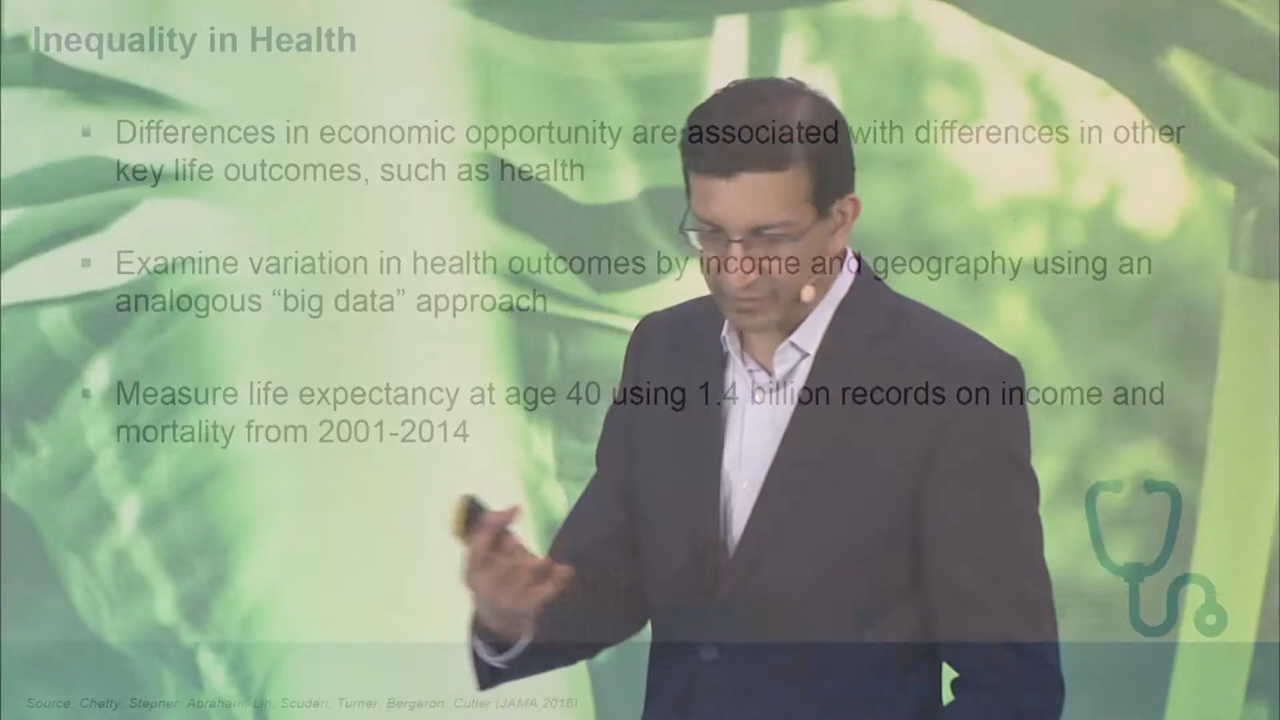 Inequality in Health
Differences in economic opportunity are associated with differences in other
key life outcomes, such as health
Examine variation in health outcomes by income and geography using an
analogous “big data” approach
Measure life expectancy at age 40 using 1.4 billion records on income and
mortality from 2001-2014
Source: Chetty, Stepner, Abraham, Lin, Scuderi, Turner, Bergeron, Cutler (JAMA 2016)